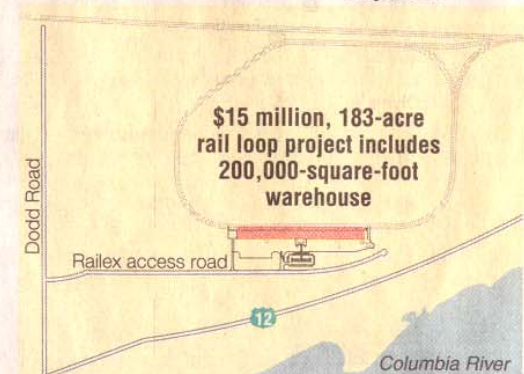 $15 million, 183-acre
rail loop project includes
200,000-square-foot
warehouse
Dodd Road
Railex access road
12
Columbia River